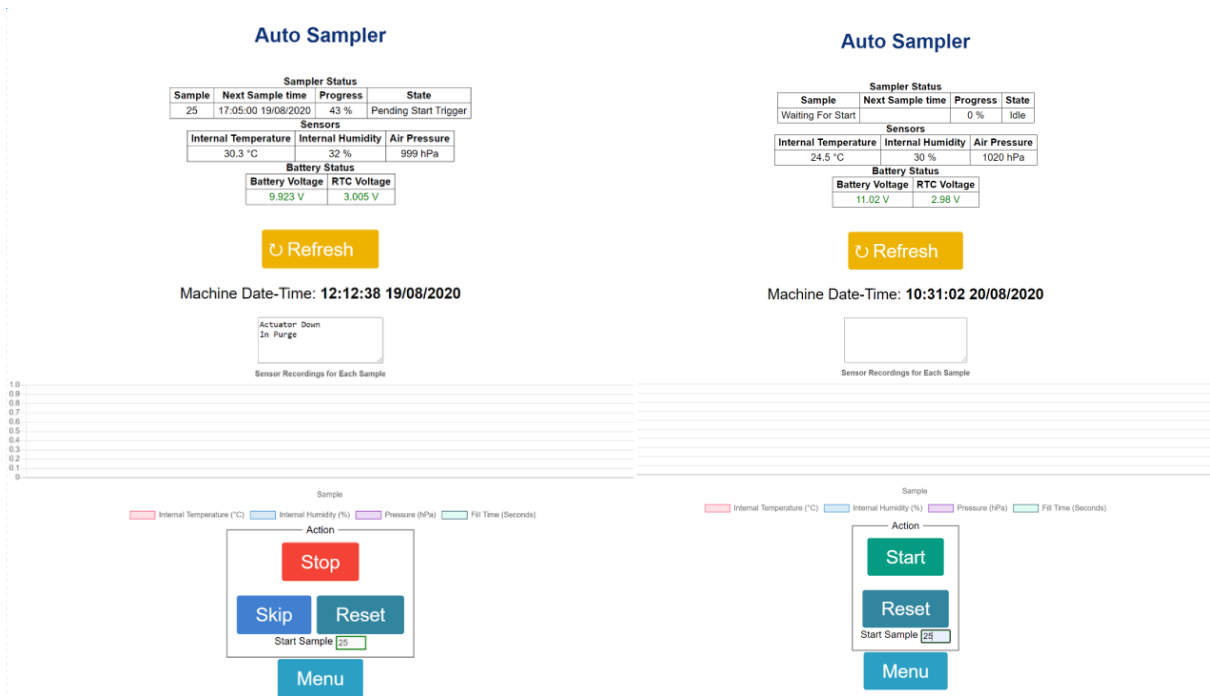 Auto Sampler
Sampler Status
Sample Next Sample time Progress State
25 17:05:00 19/08/2020 43 % Pending Start Trigger
Sensors
Internal Temperature Internal Humidity Air Pressure
30.3 °C 32 % 999 hPa
Battery Status
Battery Voltage RTC Voltage
9.923 V 3.005 V
↻ Refresh
Machine Date-Time: 12:12:38 19/08/2020
Actuator Down
In Purge
Sensor Recordings for Each Sample
1.0
0.9
0.8
0.7
0.6
0.5
0.4
0.3
0.2
0.1
0
Sample
Internal Temperature (°C) Internal Humidity (%) Pressure (hPa) Fill Time (Seconds)
Action
Stop
Skip Reset
Start Sample 25
Menu
Auto Sampler
Sampler Status
Sample Next Sample time Progress State
Waiting For Start 0 % Idle
Sensors
Internal Temperature Internal Humidity Air Pressure
24.5 °C 30 % 1020 hPa
Battery Status
Battery Voltage RTC Voltage
11.02 V 2.98 V
↻ Refresh
Machine Date-Time: 10:31:02 20/08/2020
Sensor Recordings for Each Sample
Sample
Internal Temperature (°C) Internal Humidity (%) Pressure (hPa) Fill Time (Seconds)
Action
Start
Reset
Start Sample 25
Menu